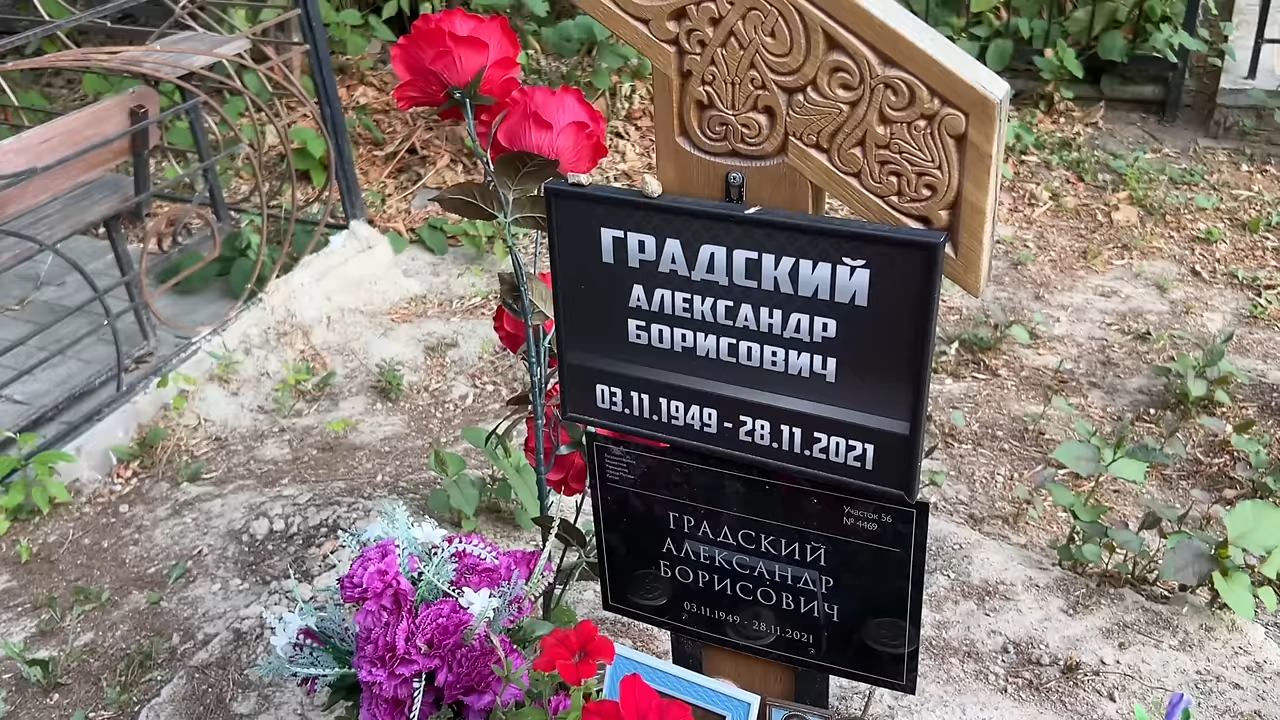 ГРАДСКИЙ
АЛЕКСАНДР
БОРИСОВИЧ
03.11.1949 - 28.11.2021
Участок 56
№ 4469
ГРАДСКИЙ
АЛЕКСАНДР
БОРИСОВИЧ
03.11.1949 - 28.11.2021